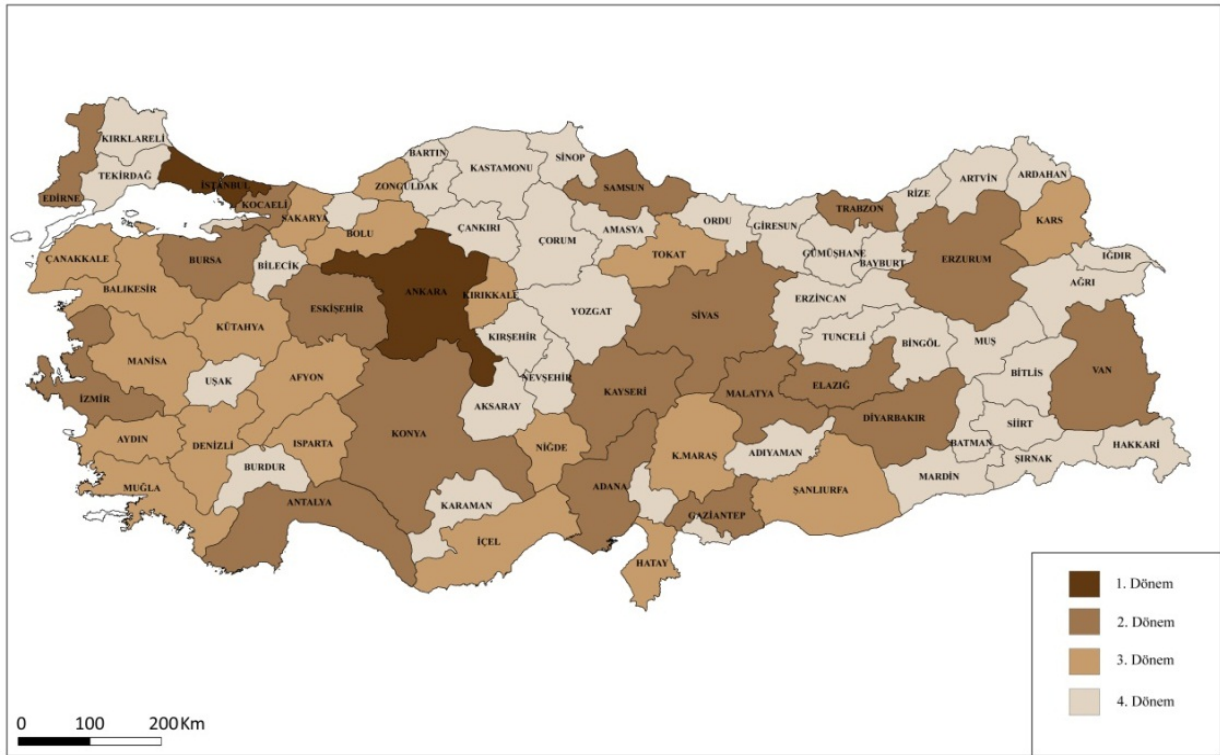 KIRKLARELİ
TEKİRDAĞ
EDİRNE
İSTANBUL
KOCAELİ
SAKARYA
ZONGULDAK
BARTIN
KASTAMONU
SİNOP
SAMSUN
BOLU
ÇANKIRI
ÇORUM
AMASYA
ORDU
GİRESUN
TRABZON
RİZE
ARTVİN
ARDAHAN
KARS
IĞDIR
AĞRI
ERZURUM
BAYBURT
GÜMÜŞHANE
TOKAT
ÇANAKKALE
BALIKESİR
BURSA
BİLECİK
ESKİŞEHİR
ANKARA
KIRIKKALE
YOZGAT
SİVAS
ERZİNCAN
TUNCELİ
BİNGÖL
MUŞ
BİTLİS
VAN
KÜTAHYA
MANİSA
UŞAK
AFYON
KIRŞEHİR
NEVŞEHİR
AKSARAY
KAYSERİ
MALATYA
ELAZIĞ
DİYARBAKIR
BATMAN
SİİRT
ŞIRNAK
HAKKARİ
MARDİN
İZMİR
AYDIN
DENİZLİ
ISPARTA
BURDUR
MUĞLA
ANTALYA
KONYA
KARAMAN
NİĞDE
İÇEL
ADANA
K.MARAŞ
ADIYAMAN
GAZİANTEP
ŞANLIURFA
HATAY
1. Dönem
2. Dönem
3. Dönem
4. Dönem
0 100 200 Km